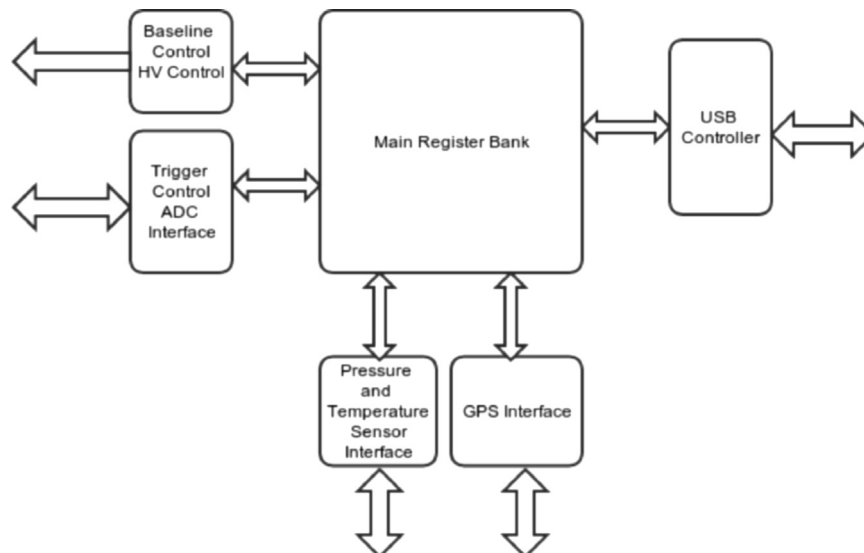 Baseline
Control
HV Control
Trigger
Control
ADC
Interface
Main Register Bank
USB
Controller
Pressure
and
Temperature
Sensor
Interface
GPS Interface